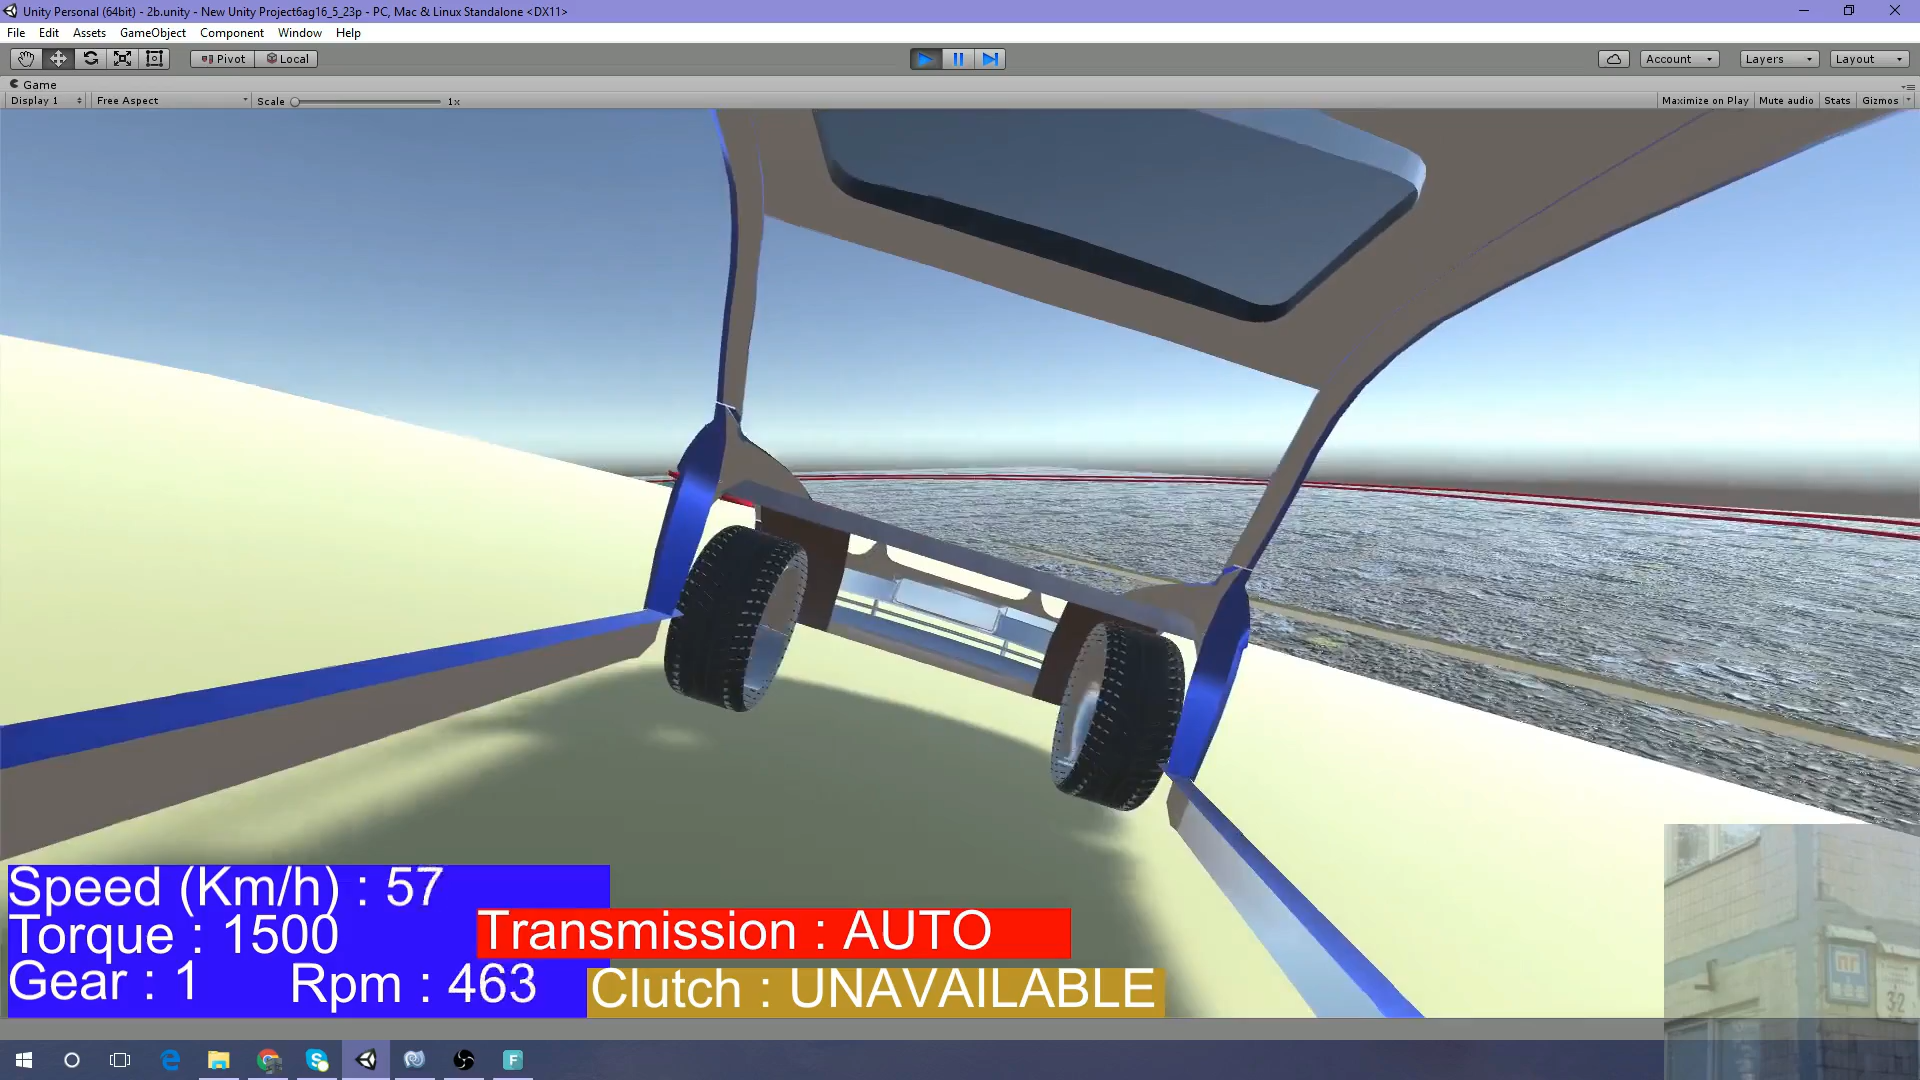 Unity Personal (64bit) - 2b.unity - New Unity Project6ag16_5_23p - PC, Mac & Linux Standalone <DX11>
File Edit Assets GameObject Component Window Help
Pivot Local Account Layers Layout
Game
Display 1 Free Aspect Scale 1x Maximize on Play Mute audio Stats Gizmos
Speed (Km/h) : 57
Torque : 1500
Gear : 1 Rpm : 463
Transmission : AUTO
Clutch : UNAVAILABLE
ПГ
32